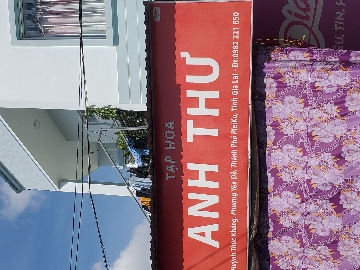 TẠP HÓA
ANH THƯ
Huỳnh Thúc Kháng, Phường Yên Đỗ, Thành Phố Pleiku, Tỉnh Gia Lai - Đt: 0982 221 850